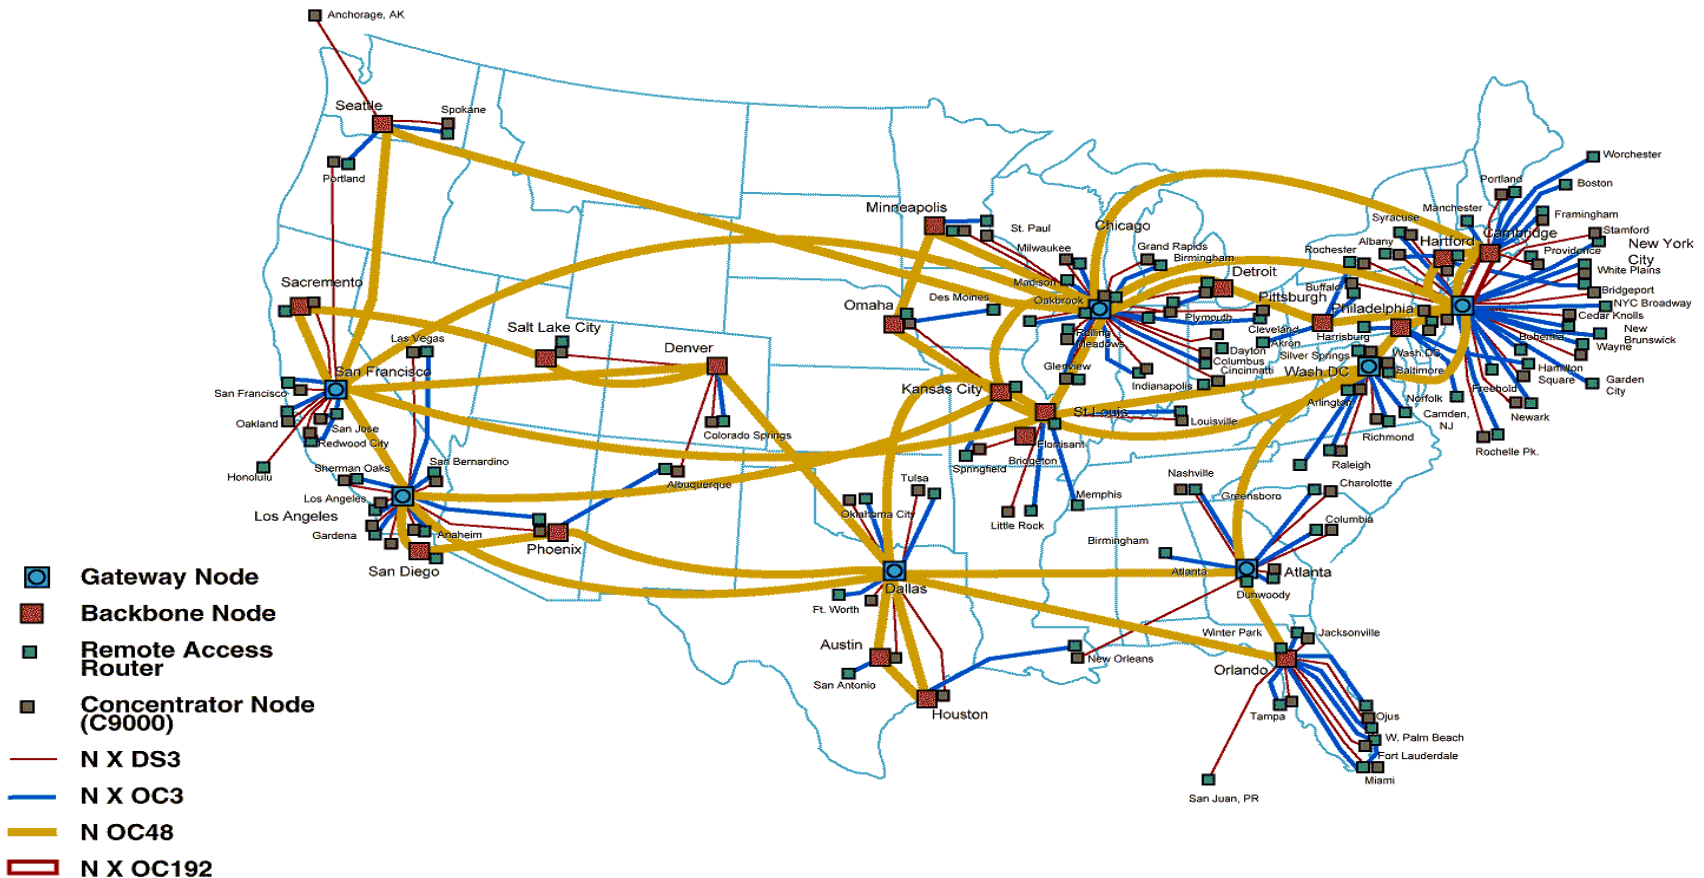 Anchorage, AK
Seattle
Spokane
Portland
Sacramento
Las Vegas
Salt Lake City
Denver
San Francisco
San Francisco
Oakland
San Jose
Redwood City
Honolulu
Sherman Oaks
San Bernardino
Los Angeles
Los Angeles
Gardena
Anaheim
San Diego
Phoenix
Colorado Springs
Albuquerque
Minneapolis
St. Paul
Omaha
Des Moines
Milwaukee
Madison
Oakbrook
Chicago
Grand Rapids
Birmingham
Detroit
Plymouth
Rolling
Meadows
Glenview
Indianapolis
Dayton
Columbus
Cincinnati
Cleveland
Akron
Pittsburgh
Kansas City
St Louis
Louisville
Florissant
Bridgeton
Springfield
Little Rock
Memphis
Tulsa
Oklahoma City
Dallas
Ft. Worth
Austin
San Antonio
Houston
New Orleans
Nashville
Greensboro
Charolotte
Columbia
Birmingham
Atlanta
Atlanta
Dunwoody
Winter Park
Jacksonville
Orlando
Tampa
Ojus
W. Palm Beach
Fort Lauderdale
Miami
San Juan, PR
Worchester
Boston
Portland
Framingham
Manchester
Syracuse
Stamford
Cambridge
Albany
Hartford
Rochester
Providence
New York
City
White Plains
Buffalo
Bridgeport
Philadelphia
NYC Broadway
Cedar Knolls
Harrisburg
New
Brunswick
Bohemia
Wayne
Silver Springs
Wash.DC
Wash.DC
Baltimore
Hamilton
Square
Garden
City
Freehold
Norfolk
Arlington
Camden,
NJ
Newark
Richmond
Rochelle Pk.
Raleigh
Gateway Node
Backbone Node
Remote Access
Router
Concentrator Node
(C9000)
N X DS3
N X OC3
N OC48
N X OC192